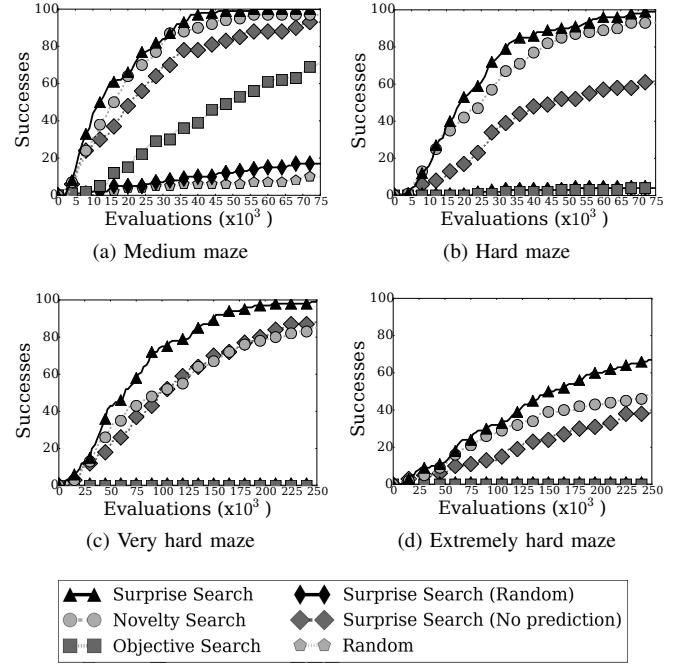 100
80
60
40
20
0
Successes
0 5 10 15 20 25 30 35 40 45 50 55 60 65 70 75
Evaluations (x10³ )
(a) Medium maze
100
80
60
40
20
0
Successes
0 5 10 15 20 25 30 35 40 45 50 55 60 65 70 75
Evaluations (x10³ )
(b) Hard maze
100
80
60
40
20
0
Successes
0 25 50 75 100 125 150 175 200 225 250
Evaluations (x10³ )
(c) Very hard maze
100
80
60
40
20
0
Successes
0 25 50 75 100 125 150 175 200 225 250
Evaluations (x10³ )
(d) Extremely hard maze
Surprise Search
Novelty Search
Objective Search
Surprise Search (Random)
Surprise Search (No prediction)
Random